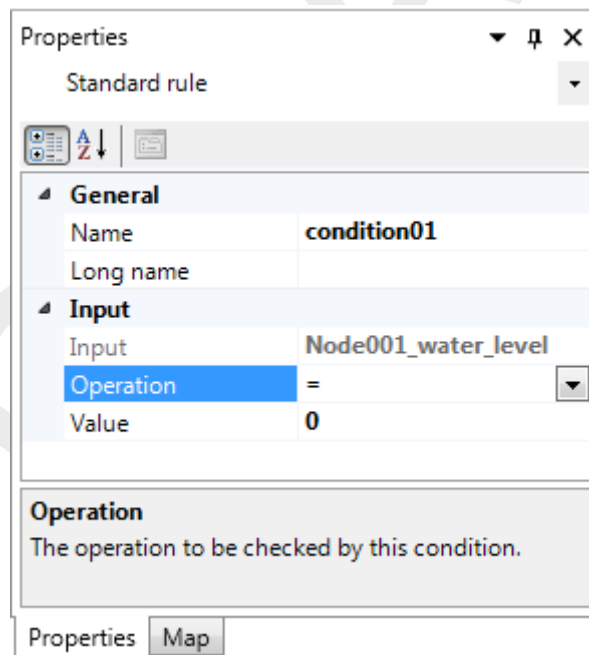 Properties
Standard rule
General
Name condition01
Long name
Input
Input Node001_water_level
Operation =
Value 0
Operation
The operation to be checked by this condition.
Properties Map